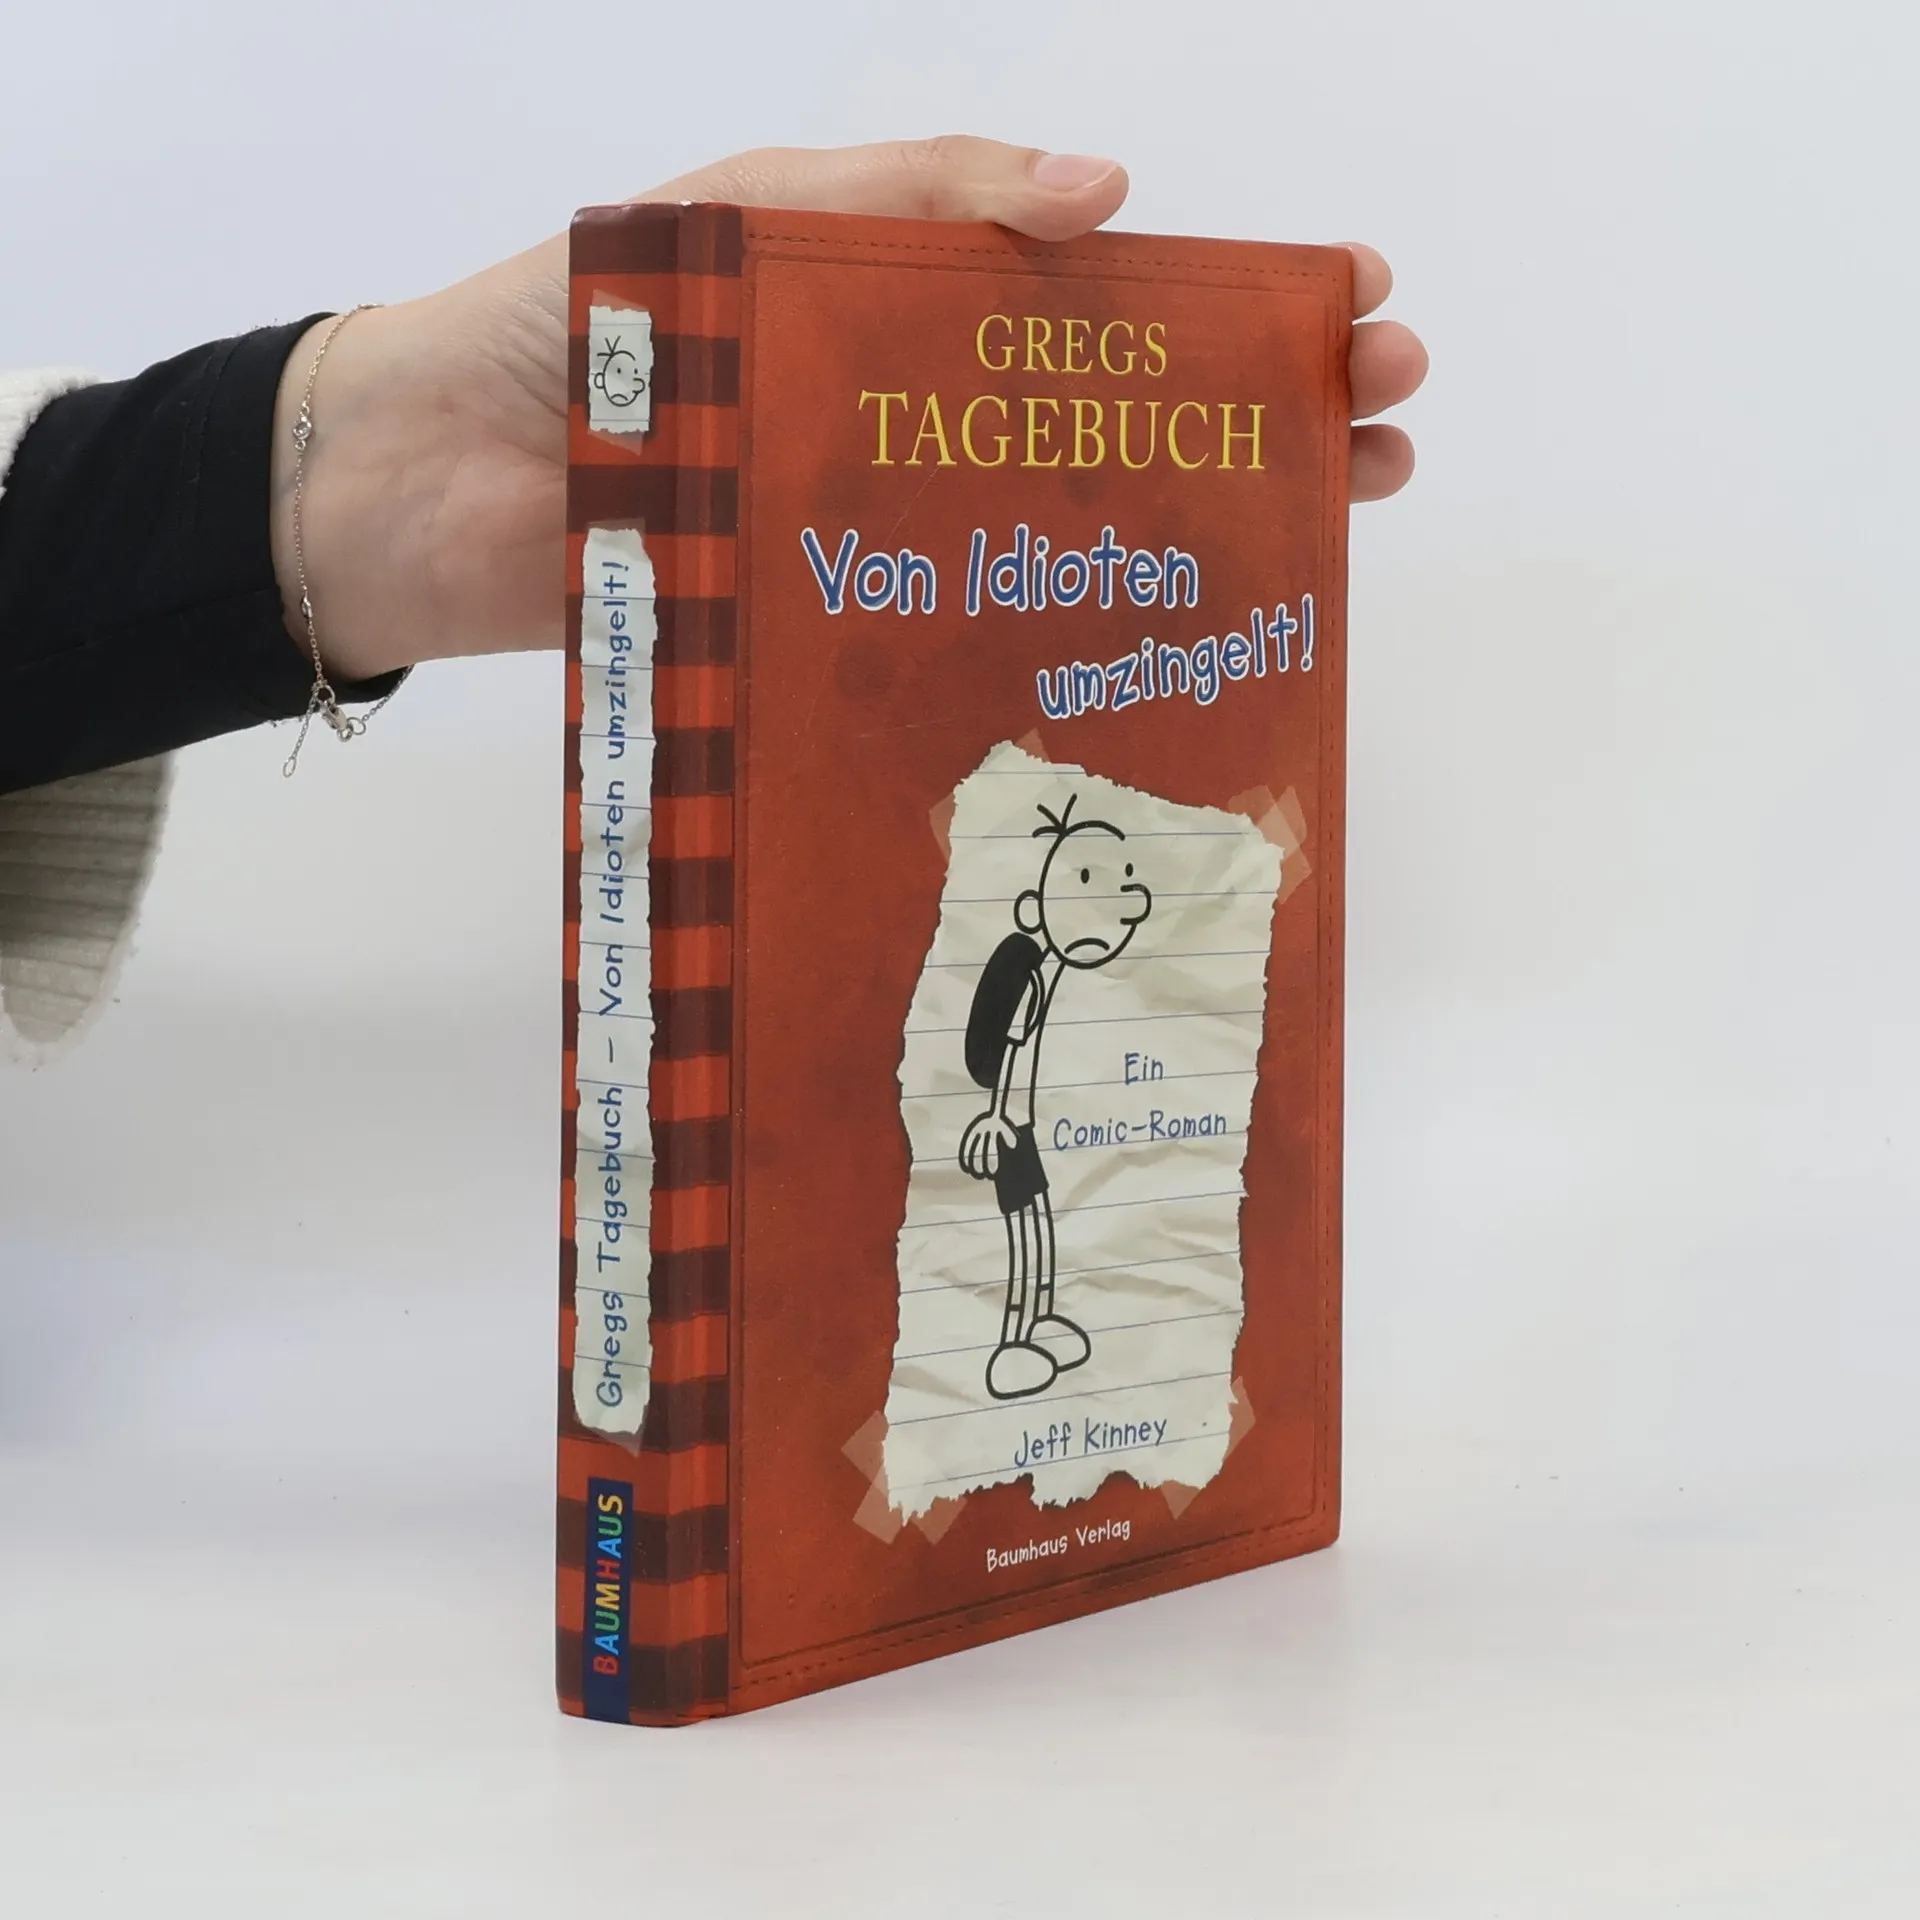 GREGS
TAGEBUCH
Von Idioten
umzingelt!
Ein
Comic-Roman
Jeff Kinney
Baumhaus Verlag
Gregs Tagebuch – Von Idioten umzingelt!
BAUMHAUS